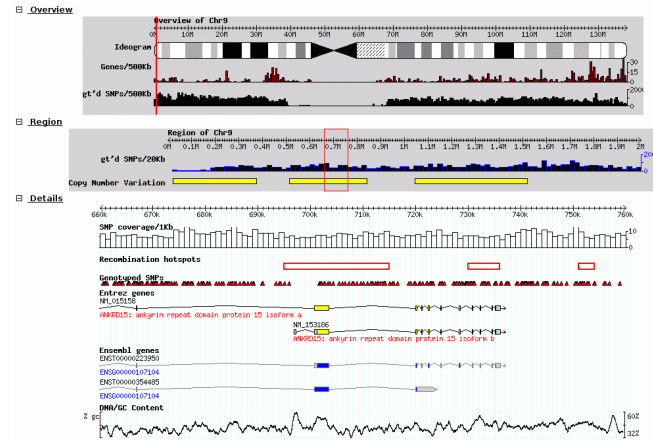 Overview
Overview of Chr9
0M 10M 20M 30M 40M 50M 60M 70M 80M 90M 100M 110M 120M 130M
Ideogram
Genes/500Kb
30
15
0
gt'd SNPs/500Kb
200
0
Region
Region of Chr9
0M 0.1M 0.2M 0.3M 0.4M 0.5M 0.6M 0.7M 0.8M 0.9M 1M 1.1M 1.2M 1.3M 1.4M 1.5M 1.6M 1.7M 1.8M 1.9M 2M
gt'd SNPs/20Kb
20
0
Copy Number Variation
Details
660k 670k 680k 690k 700k 710k 720k 730k 740k 750k 760k
SNP coverage/1Kb
10
0
Recombination hotspots
Genotyped SNPs
Entrez genes
NM_015158
ANKRD15: ankyrin repeat domain protein 15 isoform a
NM_153186
ANKRD15: ankyrin repeat domain protein 15 isoform b
Ensembl genes
ENST00000223950
ENSG00000107104
ENST00000354485
ENSG00000107104
DNA/GC Content
% gc
60%
32%